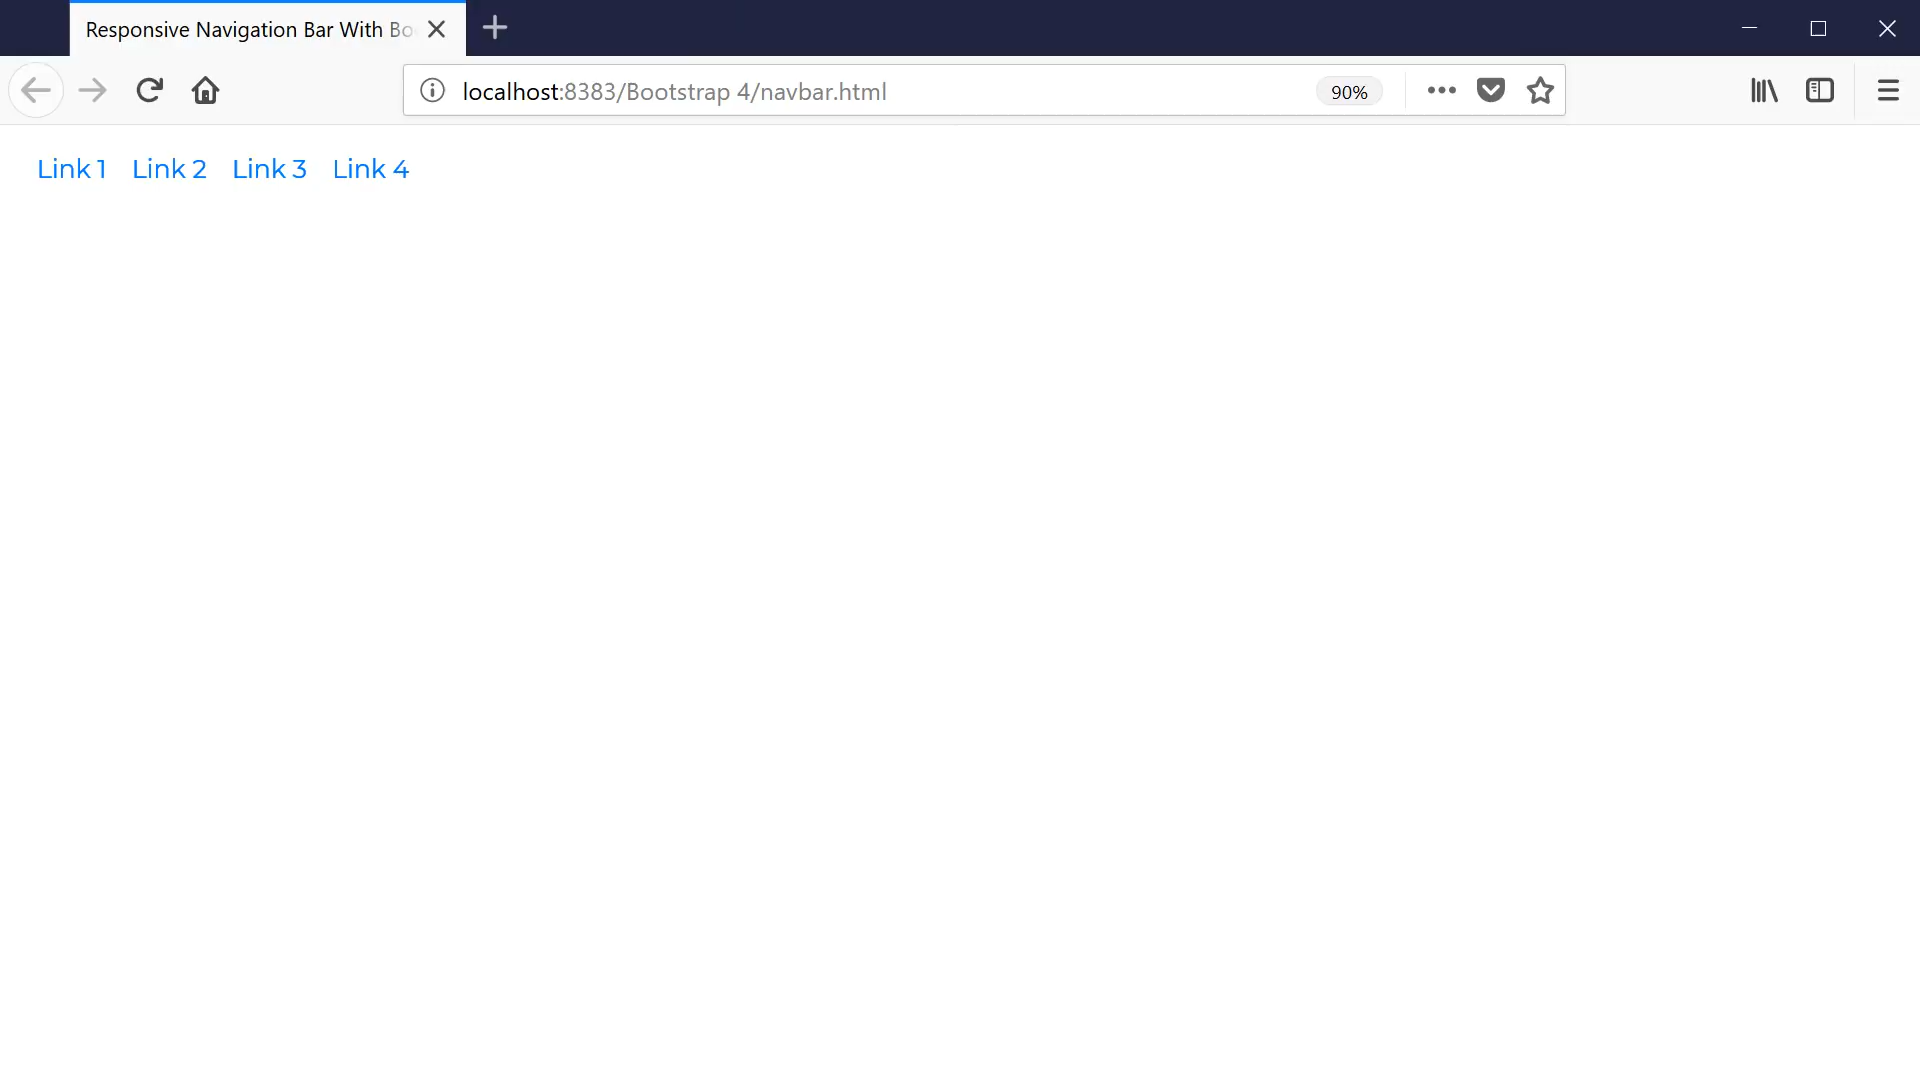 Responsive Navigation Bar With Bo
localhost:8383/Bootstrap 4/navbar.html
90%
Link 1 Link 2 Link 3 Link 4